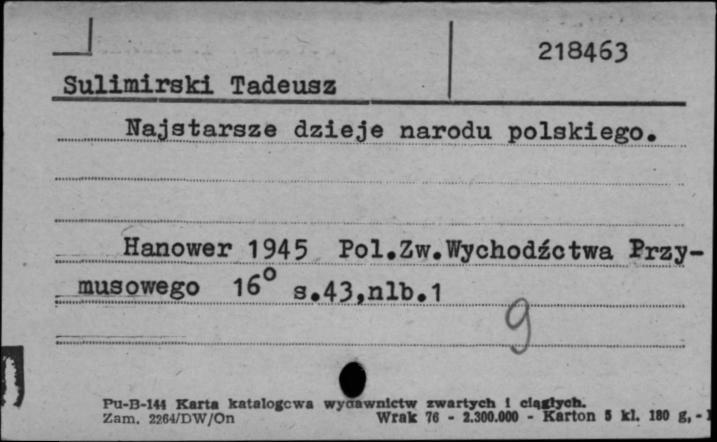 218463
Sulimirski Tadeusz
Najstarsze dzieje narodu polskiego.
Hanower 1945 Pol.Zw.Wychodźctwa Przy-
musowego 16° s.43,nlb.1
9
Pu-B-144 Karta katalogowa wydawnictw zwartych i ciągłych.
Zam. 2264/DW/On Wrak 76 - 2.300.000 - Karton 5 kl. 180 g, -